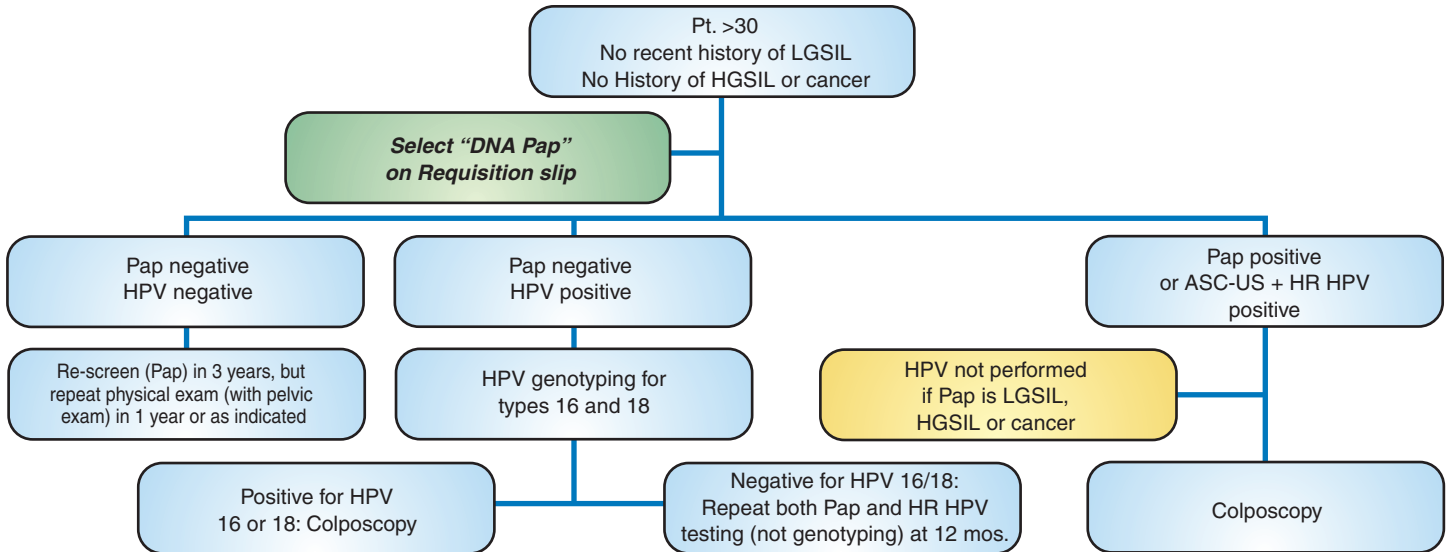 Pt. >30
No recent history of LGSIL
No History of HGSIL or cancer
Select “DNA Pap”
on Requisition slip
Pap negative
HPV negative
Pap negative
HPV positive
Pap positive
or ASC-US + HR HPV
positive
Re-screen (Pap) in 3 years, but
repeat physical exam (with pelvic
exam) in 1 year or as indicated
HPV genotyping for
types 16 and 18
HPV not performed
if Pap is LGSIL,
HGSIL or cancer
Positive for HPV
16 or 18: Colposcopy
Negative for HPV 16/18:
Repeat both Pap and HR HPV
testing (not genotyping) at 12 mos.
Colposcopy